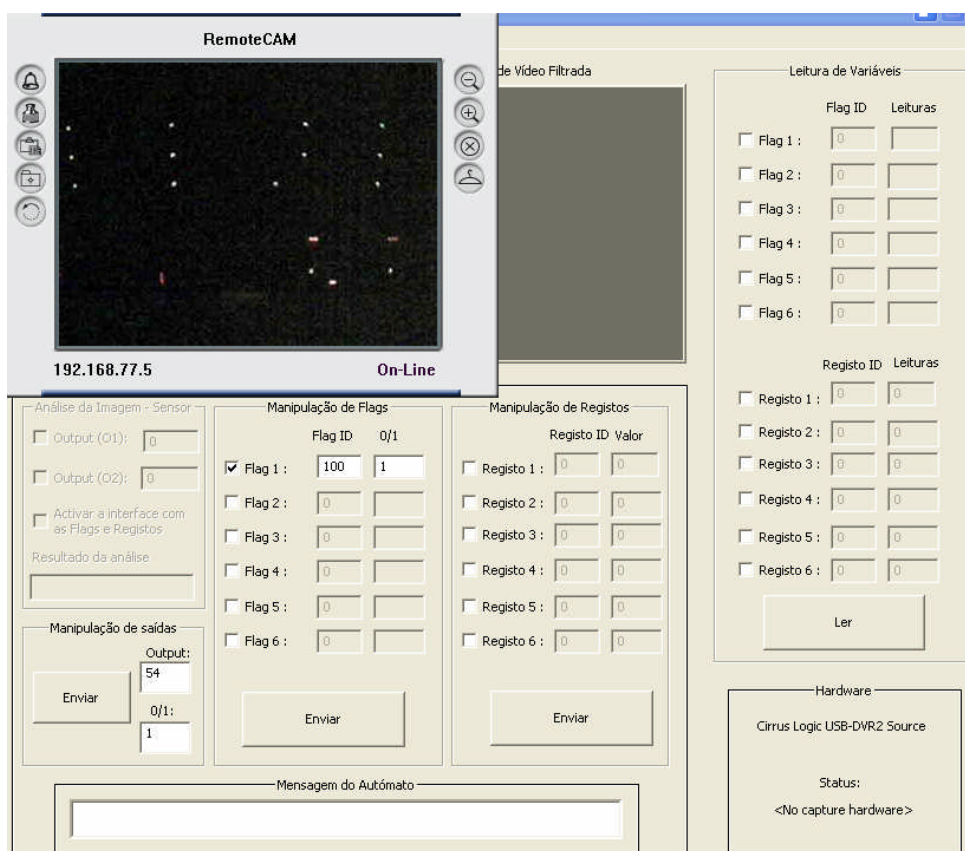 RemoteCAM
192.168.77.5 On-Line
de Vídeo Filtrada
Leitura de Variáveis
Flag ID Leituras
Flag 1 : 0
Flag 2 : 0
Flag 3 : 0
Flag 4 : 0
Flag 5 : 0
Flag 6 : 0
Registo ID Leituras
Registo 1 : 0 0
Registo 2 : 0 0
Registo 3 : 0 0
Registo 4 : 0 0
Registo 5 : 0 0
Registo 6 : 0 0
Ler
Análise da Imagem - Sensor
Output (O1): 0
Output (O2): 0
Activar a interface com
as Flags e Registos
Resultado da análise
Manipulação de Flags
Flag ID 0/1
Flag 1 : 100 1
Flag 2 : 0
Flag 3 : 0
Flag 4 : 0
Flag 5 : 0
Flag 6 : 0
Enviar
Manipulação de Registos
Registo ID Valor
Registo 1 : 0 0
Registo 2 : 0 0
Registo 3 : 0 0
Registo 4 : 0 0
Registo 5 : 0 0
Registo 6 : 0 0
Enviar
Manipulação de saídas
Output:
54
Enviar
0/1:
1
Mensagem do Autómato
Hardware
Cirrus Logic USB-DVR2 Source
Status:
<No capture hardware>